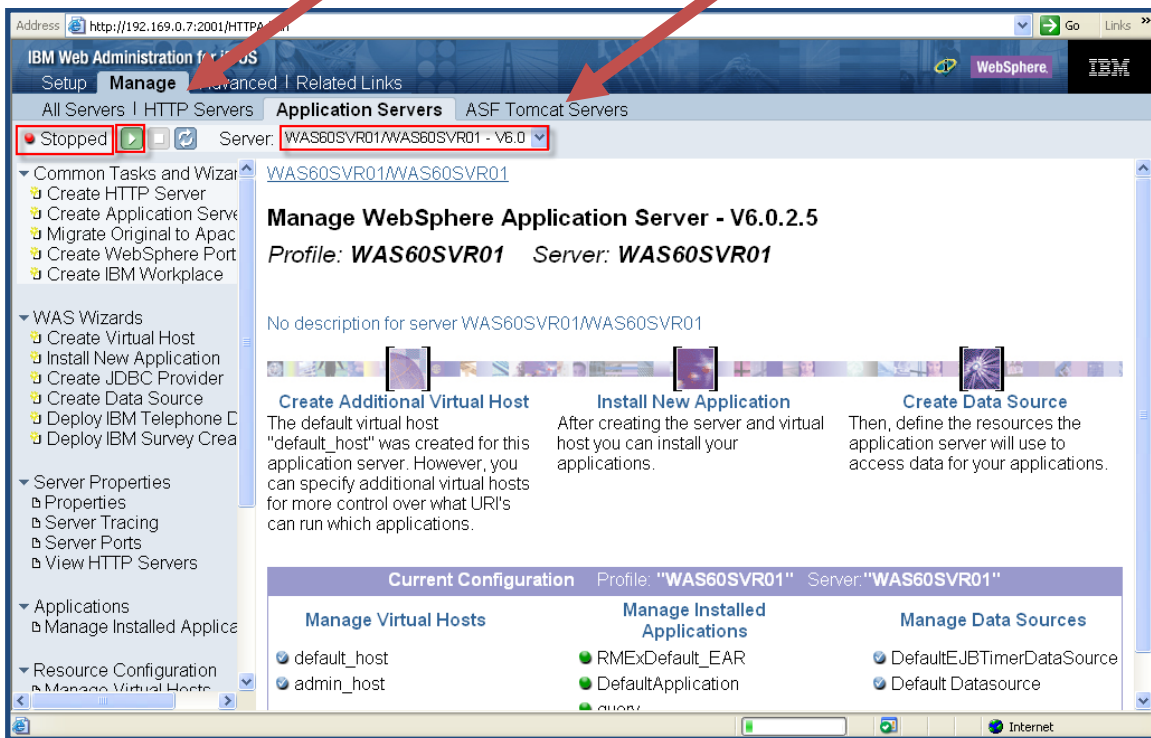 Address http://192.169.0.7:2001/HTTPAdmin Go Links »
IBM Web Administration for i5/OS
WebSphere. IBM
Setup Manage Advanced | Related Links
All Servers | HTTP Servers Application Servers ASF Tomcat Servers
Stopped Server: WAS60SVR01/WAS60SVR01 - V6.0
Common Tasks and Wizar
Create HTTP Server
Create Application Serve
Migrate Original to Apac
Create WebSphere Port
Create IBM Workplace
WAS Wizards
Create Virtual Host
Install New Application
Create JDBC Provider
Create Data Source
Deploy IBM Telephone D
Deploy IBM Survey Crea
Server Properties
Properties
Server Tracing
Server Ports
View HTTP Servers
Applications
Manage Installed Applica
Resource Configuration
Manage Virtual Hosts
WAS60SVR01/WAS60SVR01
Manage WebSphere Application Server - V6.0.2.5
Profile: WAS60SVR01 Server: WAS60SVR01
No description for server WAS60SVR01/WAS60SVR01
Create Additional Virtual Host
The default virtual host
"default_host" was created for this
application server. However, you
can specify additional virtual hosts
for more control over what URI's
can run which applications.
Install New Application
After creating the server and virtual
host you can install your
applications.
Create Data Source
Then, define the resources the
application server will use to
access data for your applications.
Current Configuration Profile: "WAS60SVR01" Server:"WAS60SVR01"
Manage Virtual Hosts
default_host
admin_host
Manage Installed
Applications
RMExDefault_EAR
DefaultApplication
query
Manage Data Sources
DefaultEJBTimerDataSource
Default Datasource
Internet